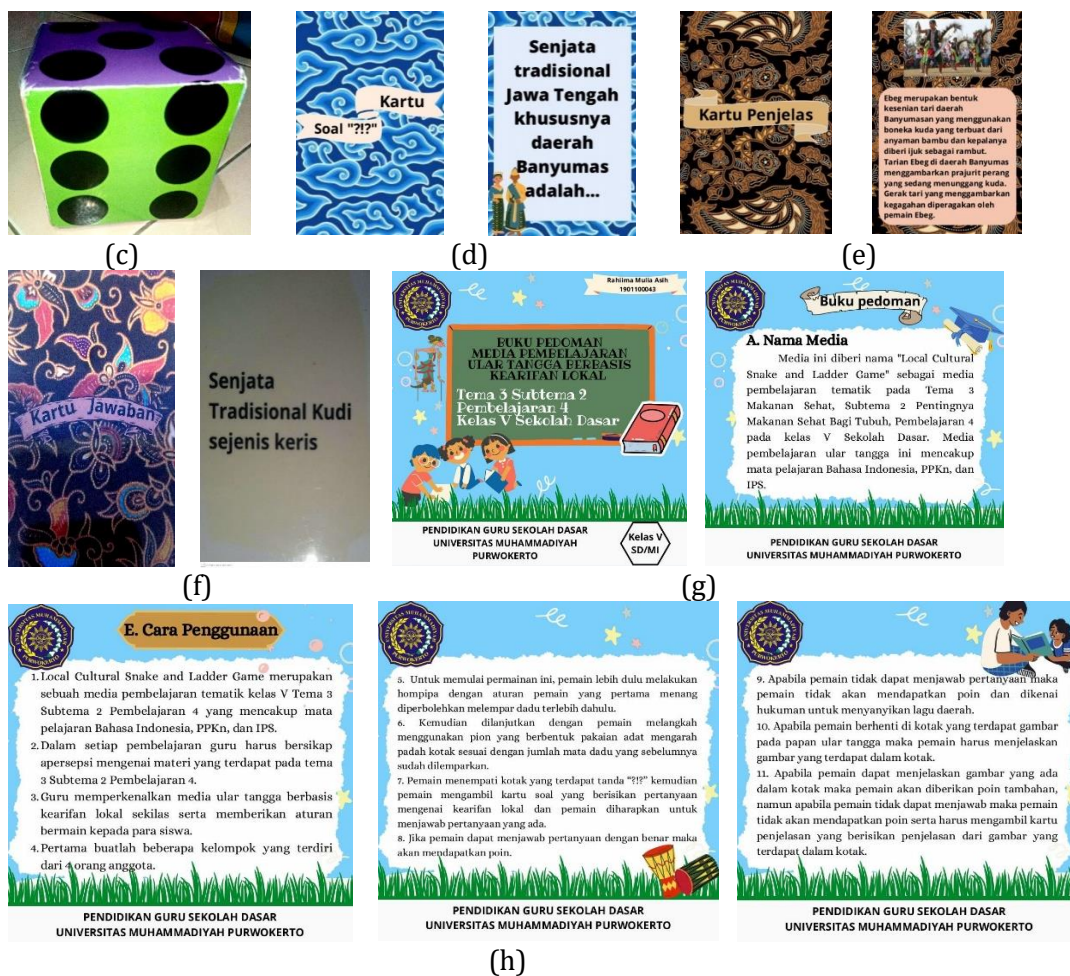 Kartu
Soal "?!?"
Senjata
tradisional
Jawa Tengah
khususnya
daerah
Banyumas
adalah...
Kartu Penjelas
Ebeg merupakan bentuk
kesenian tari daerah
Banyumasan yang menggunakan
boneka kuda yang terbuat dari
anyaman bambu dan kepalanya
diberi ijuk sebagai rambut.
Tarian Ebeg di daerah Banyumas
menggambarkan prajurit perang
yang sedang menunggang kuda.
Gerak tari yang menggambarkan
kegagahan diperagakan oleh
pemain Ebeg.
(c)
(d)
(e)
Kartu Jawaban
Senjata
Tradisional Kudi
sejenis keris
UNIVERSITAS MUHAMMADIYAH
PURWOKERTO
Rahiima Mulia Asih
1901100043
BUKU PEDOMAN
MEDIA PEMBELAJARAN
ULAR TANGGA BERBASIS
KEARIFAN LOKAL
Tema 3 Subtema 2
Pembelajaran 4
Kelas V Sekolah Dasar
PENDIDIKAN GURU SEKOLAH DASAR
UNIVERSITAS MUHAMMADIYAH
PURWOKERTO
Kelas V
SD/MI
UNIVERSITAS MUHAMMADIYAH
PURWOKERTO
Buku pedoman
A. Nama Media
Media ini diberi nama "Local Cultural
Snake and Ladder Game" sebagai media
pembelajaran tematik pada Tema 3
Makanan Sehat, Subtema 2 Pentingnya
Makanan Sehat Bagi Tubuh, Pembelajaran 4
pada kelas V Sekolah Dasar. Media
pembelajaran ular tangga ini mencakup
mata pelajaran Bahasa Indonesia, PPKn, dan
IPS.
PENDIDIKAN GURU SEKOLAH DASAR
UNIVERSITAS MUHAMMADIYAH PURWOKERTO
(f)
(g)
UNIVERSITAS MUHAMMADIYAH
PURWOKERTO
E. Cara Penggunaan
1. Local Cultural Snake and Ladder Game merupakan
sebuah media pembelajaran tematik kelas V Tema 3
Subtema 2 Pembelajaran 4 yang mencakup mata
pelajaran Bahasa Indonesia, PPKn, dan IPS.
2. Dalam setiap pembelajaran guru harus bersikap
apersepsi mengenai materi yang terdapat pada tema
3 Subtema 2 Pembelajaran 4.
3. Guru memperkenalkan media ular tangga berbasis
kearifan lokal sekilas serta memberikan aturan
bermain kepada para siswa.
4. Pertama buatlah beberapa kelompok yang terdiri
dari 4 orang anggota.
PENDIDIKAN GURU SEKOLAH DASAR
UNIVERSITAS MUHAMMADIYAH PURWOKERTO
UNIVERSITAS MUHAMMADIYAH
PURWOKERTO
5. Untuk memulai permainan ini, pemain lebih dulu melakukan
hompipa dengan aturan pemain yang pertama menang
diperbolehkan melempar dadu terlebih dahulu.
6. Kemudian dilanjutkan dengan pemain melangkah
menggunakan pion yang berbentuk pakaian adat mengarah
padah kotak sesuai dengan jumlah mata dadu yang sebelumnya
sudah dilemparkan.
7. Pemain menempati kotak yang terdapat tanda "?!?" kemudian
pemain mengambil kartu soal yang berisikan pertanyaan
mengenai kearifan lokal dan pemain diharapkan untuk
menjawab pertanyaan yang ada.
8. Jika pemain dapat menjawab pertanyaan dengan benar maka
akan mendapatkan poin.
PENDIDIKAN GURU SEKOLAH DASAR
UNIVERSITAS MUHAMMADIYAH PURWOKERTO
UNIVERSITAS MUHAMMADIYAH
PURWOKERTO
9. Apabila pemain tidak dapat menjawab pertanyaan maka
pemain tidak akan mendapatkan poin dan dikenai
hukuman untuk menyanyikan lagu daerah.
10. Apabila pemain berhenti di kotak yang terdapat gambar
pada papan ular tangga maka pemain harus menjelaskan
gambar yang terdapat dalam kotak.
11. Apabila pemain dapat menjelaskan gambar yang ada
dalam kotak maka pemain akan diberikan poin tambahan,
namun apabila pemain tidak dapat menjawab maka pemain
tidak akan mendapatkan poin serta harus mengambil kartu
penjelasan yang berisikan penjelasan dari gambar yang
terdapat dalam kotak.
PENDIDIKAN GURU SEKOLAH DASAR
UNIVERSITAS MUHAMMADIYAH PURWOKERTO
(h)